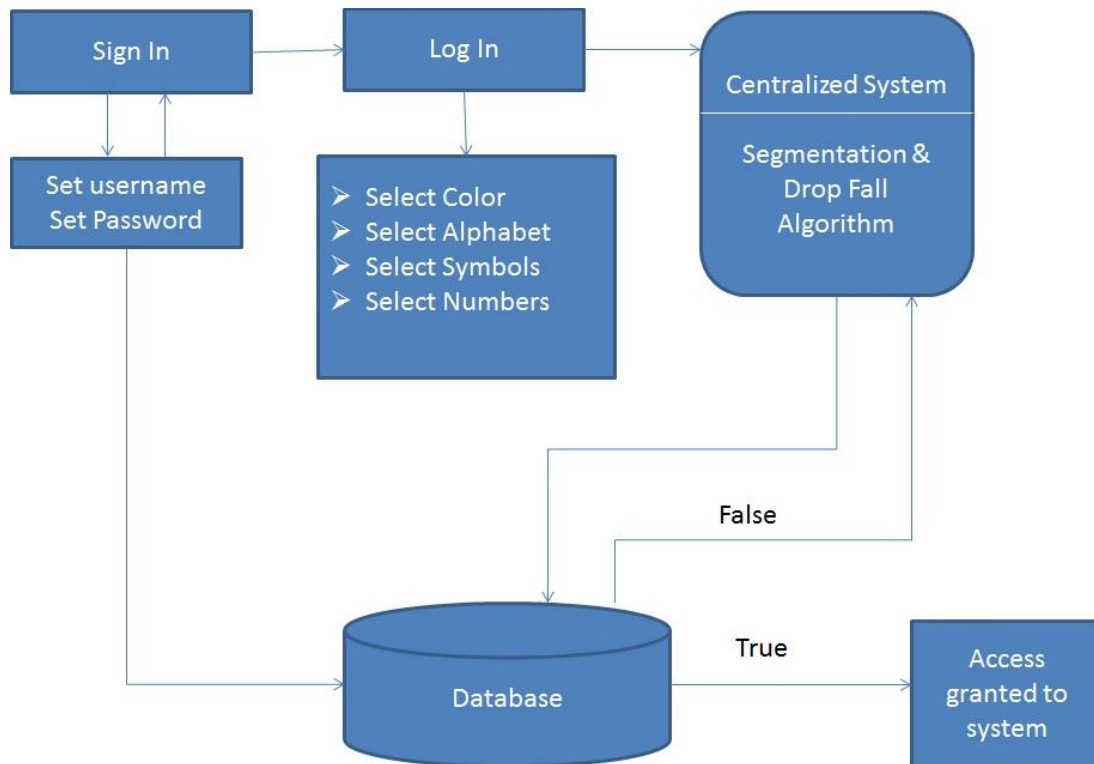 Sign In
Log In
Centralized System
Segmentation &
Drop Fall
Algorithm
Set username
Set Password
➢ Select Color
➢ Select Alphabet
➢ Select Symbols
➢ Select Numbers
False
True
Database
Access
granted to
system